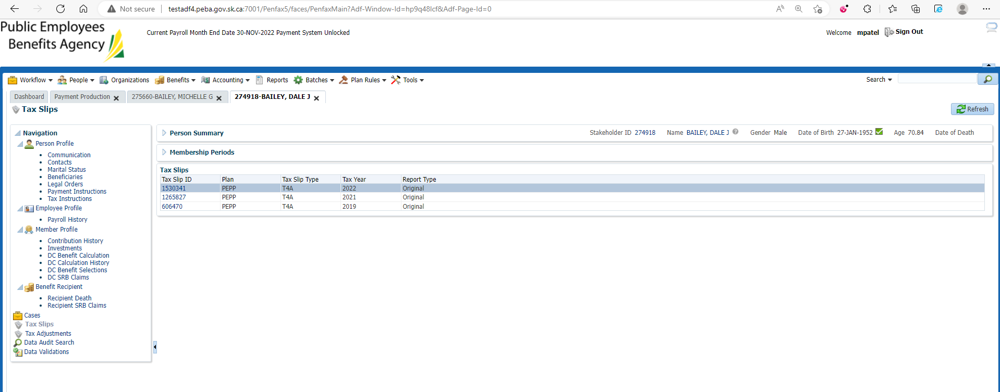 Not secure
testadf4.peba.gov.sk.ca:7001/Penfax5/faces/PenfaxMain?Adf-Window-Id=hp9q48lcf&Adf-Page-Id=0
Public Employees
Benefits Agency
Current Payroll Month End Date 30-NOV-2022 Payment System Unlocked
Welcome mpatel Sign Out
Workflow People Organizations Benefits Accounting Reports Batches Plan Rules Tools Search
Dashboard Payment Production 275660-BAILEY, MICHELLE G 274918-BAILEY, DALE J
Tax Slips
Refresh
Navigation
Person Profile
Communication
Contacts
Marital Status
Beneficiaries
Legal Orders
Payment Instructions
Tax Instructions
Employee Profile
Payroll History
Member Profile
Contribution History
Investments
DC Benefit Calculation
DC Calculation History
DC Benefit Selections
DC SRB Claims
Benefit Recipient
Recipient Death
Recipient SRB Claims
Cases
Tax Slips
Tax Adjustments
Data Audit Search
Data Validations
Person Summary Stakeholder ID 274918 Name BAILEY, DALE J Gender Male Date of Birth 27-JAN-1952 Age 70.84 Date of Death
Membership Periods
Tax Slips
Tax Slip ID Plan Tax Slip Type Tax Year Report Type
1530341 PEPP T4A 2022 Original
1265827 PEPP T4A 2021 Original
606470 PEPP T4A 2019 Original